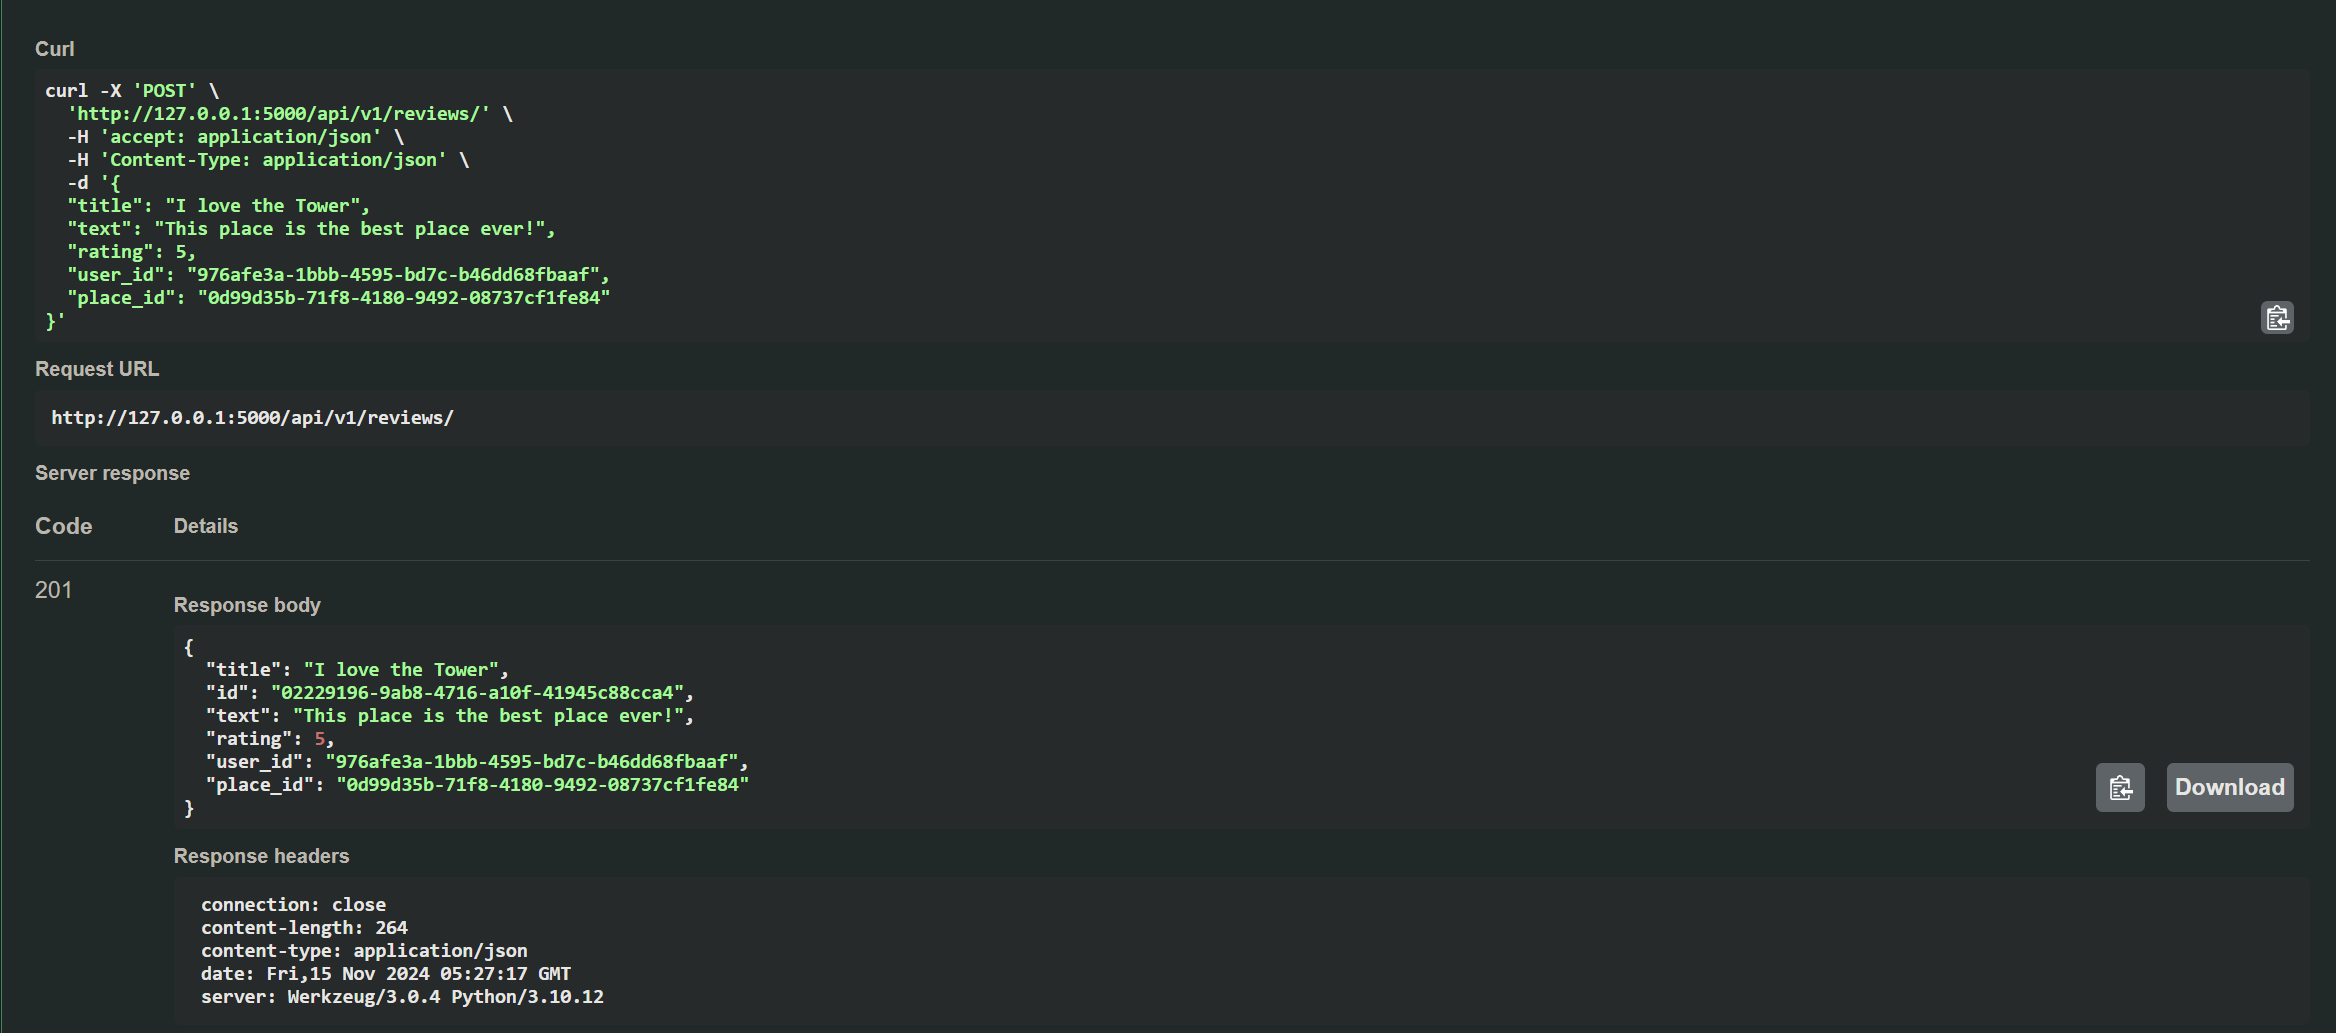 Curl
curl -X 'POST' \
  'http://127.0.0.1:5000/api/v1/reviews/' \
  -H 'accept: application/json' \
  -H 'Content-Type: application/json' \
  -d '{
  "title": "I love the Tower",
  "text": "This place is the best place ever!",
  "rating": 5,
  "user_id": "976afe3a-1bbb-4595-bd7c-b46dd68fbaaf",
  "place_id": "0d99d35b-71f8-4180-9492-08737cf1fe84"
}'
Request URL
http://127.0.0.1:5000/api/v1/reviews/
Server response
Code Details
201
Response body
{
  "title": "I love the Tower",
  "id": "02229196-9ab8-4716-a10f-41945c88cca4",
  "text": "This place is the best place ever!",
  "rating": 5,
  "user_id": "976afe3a-1bbb-4595-bd7c-b46dd68fbaaf",
  "place_id": "0d99d35b-71f8-4180-9492-08737cf1fe84"
}
Download
Response headers
connection: close
content-length: 264
content-type: application/json
date: Fri,15 Nov 2024 05:27:17 GMT
server: Werkzeug/3.0.4 Python/3.10.12